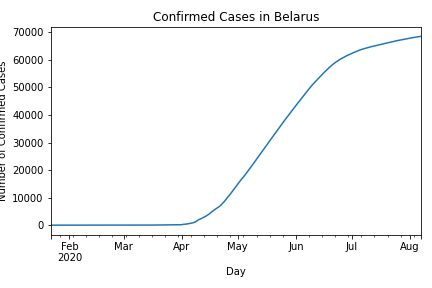 Confirmed Cases in Belarus
70000
60000
50000
40000
30000
20000
10000
0
Number of Confirmed Cases
Feb
2020
Mar
Apr
May
Jun
Jul
Aug
Day